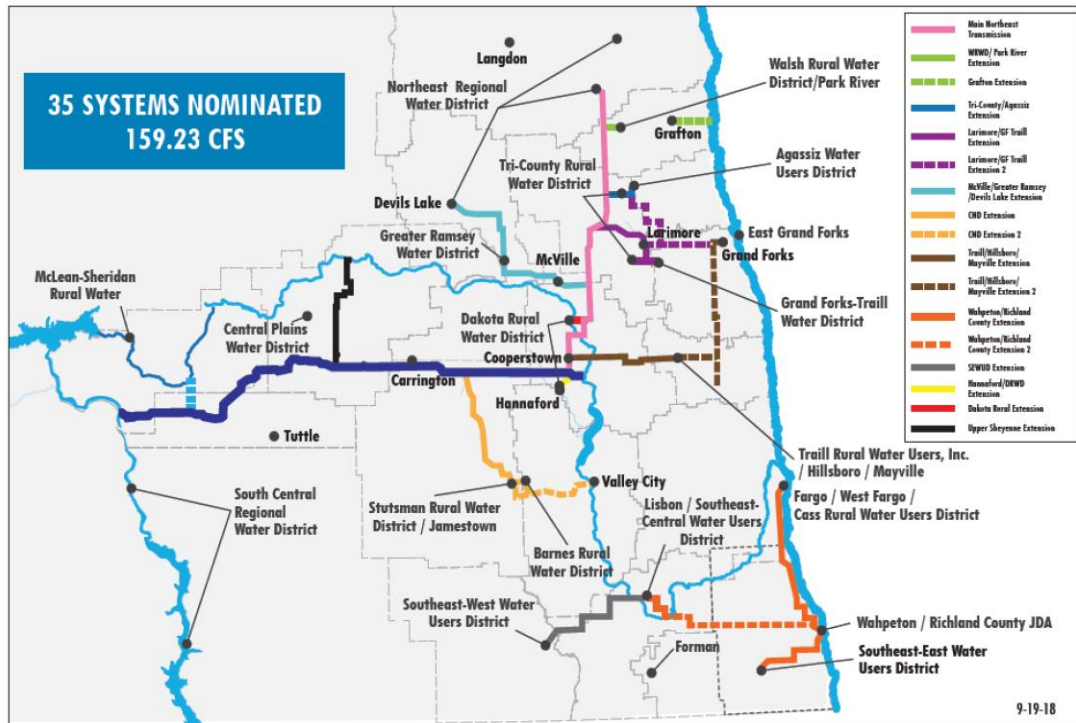 35 SYSTEMS NOMINATED
159.23 CFS
Langdon
Northeast Regional
Water District
Walsh Rural Water
District/Park River
Grafton
Agassiz Water
Users District
Tri-County Rural
Water District
Devils Lake
Greater Ramsey
Water District
McVille
Larimore
East Grand Forks
Grand Forks
Grand Forks-Traill
Water District
McLean-Sheridan
Rural Water
Central Plains
Water District
Dakota Rural
Water District
Cooperstown
Carrington
Hannaford
Tuttle
Traill Rural Water Users, Inc.
/ Hillsboro / Mayville
South Central
Regional
Water District
Stutsman Rural Water
District / Jamestown
Valley City
Lisbon / Southeast-
Central Water Users
District
Fargo / West Fargo /
Cass Rural Water Users District
Barnes Rural
Water District
Southeast-West Water
Users District
Forman
Wahpeton / Richland County JDA
Southeast-East Water
Users District
9-19-18
Main Northeast
Transmission
WRWD/ Park River
Extension
Grafton Extension
Tri-County/Agassiz
Extension
Larimore/GF Traill
Extension
Larimore/GF Traill
Extension 2
McVille/Greater Ramsey
/Devils Lake Extension
CND Extension
CND Extension 2
Traill/Hillsboro/
Mayville Extension
Traill/Hillsboro/
Mayville Extension 2
Wahpeton/Richland
County Extension
Wahpeton/Richland
County Extension 2
SEWUD Extension
Hannaford/DRWD
Extension
Dakota Rural Extension
Upper Sheyenne Extension